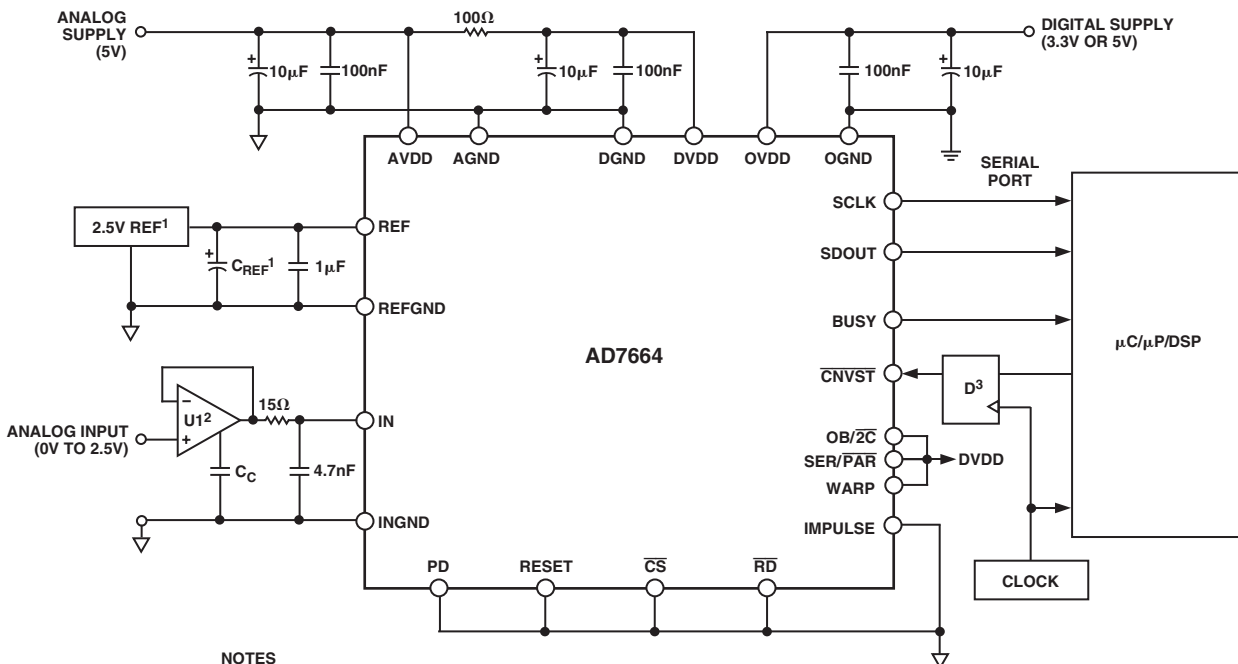 ANALOG
SUPPLY
(5V)
100Ω
DIGITAL SUPPLY
(3.3V OR 5V)
+
10μF
100nF
+
10μF
100nF
100nF
+
10μF
AVDD
AGND
DGND
DVDD
OVDD
OGND
SERIAL
PORT
2.5V REF¹
+
C_REF¹
1μF
REF
REFGND
SCLK
SDOUT
BUSY
CNVST
D³
μC/μP/DSP
AD7664
ANALOG INPUT
(0V TO 2.5V)
−
U1²
+
15Ω
C_C
4.7nF
IN
INGND
OB/2C
SER/PAR
WARP
DVDD
IMPULSE
CLOCK
PD
RESET
CS
RD
NOTES